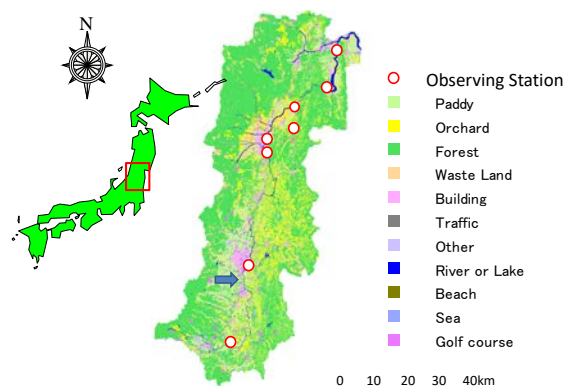 N
Observing Station
Paddy
Orchard
Forest
Waste Land
Building
Traffic
Other
River or Lake
Beach
Sea
Golf course
0 10 20 30 40km